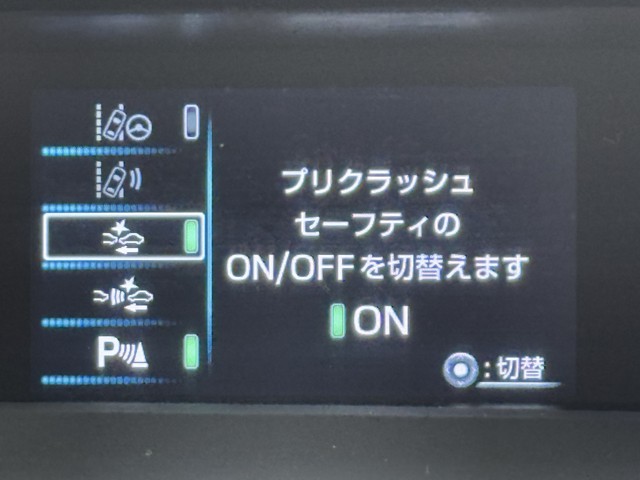 プリクラッシュ
セーフティの
ON/OFFを切替えます
ON
P
:切替